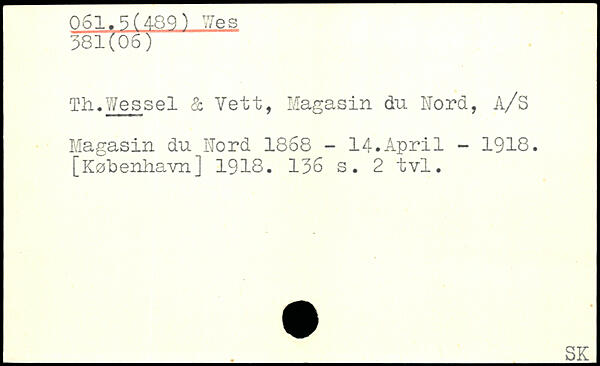 061.5(489) Wes
381(06)
Th.Wessel & Vett, Magasin du Nord, A/S
Magasin du Nord 1868 - 14.April - 1918.
[København] 1918. 136 s. 2 tvl.
SK